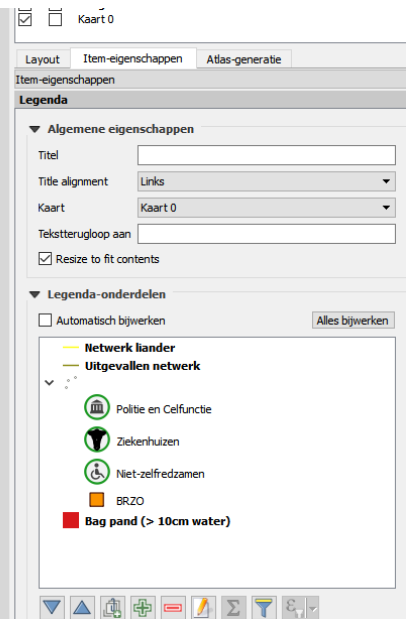 Kaart 0
Layout Item-eigenschappen Atlas-generatie
Item-eigenschappen
Legenda
Algemene eigenschappen
Titel
Title alignment Links
Kaart Kaart 0
Tekstterugloop aan
Resize to fit contents
Legenda-onderdelen
Automatisch bijwerken Alles bijwerken
Netwerk liander
Uitgevallen netwerk
Politie en Celfunctie
Ziekenhuizen
Niet-zelfredzamen
BRZO
Bag pand (> 10cm water)